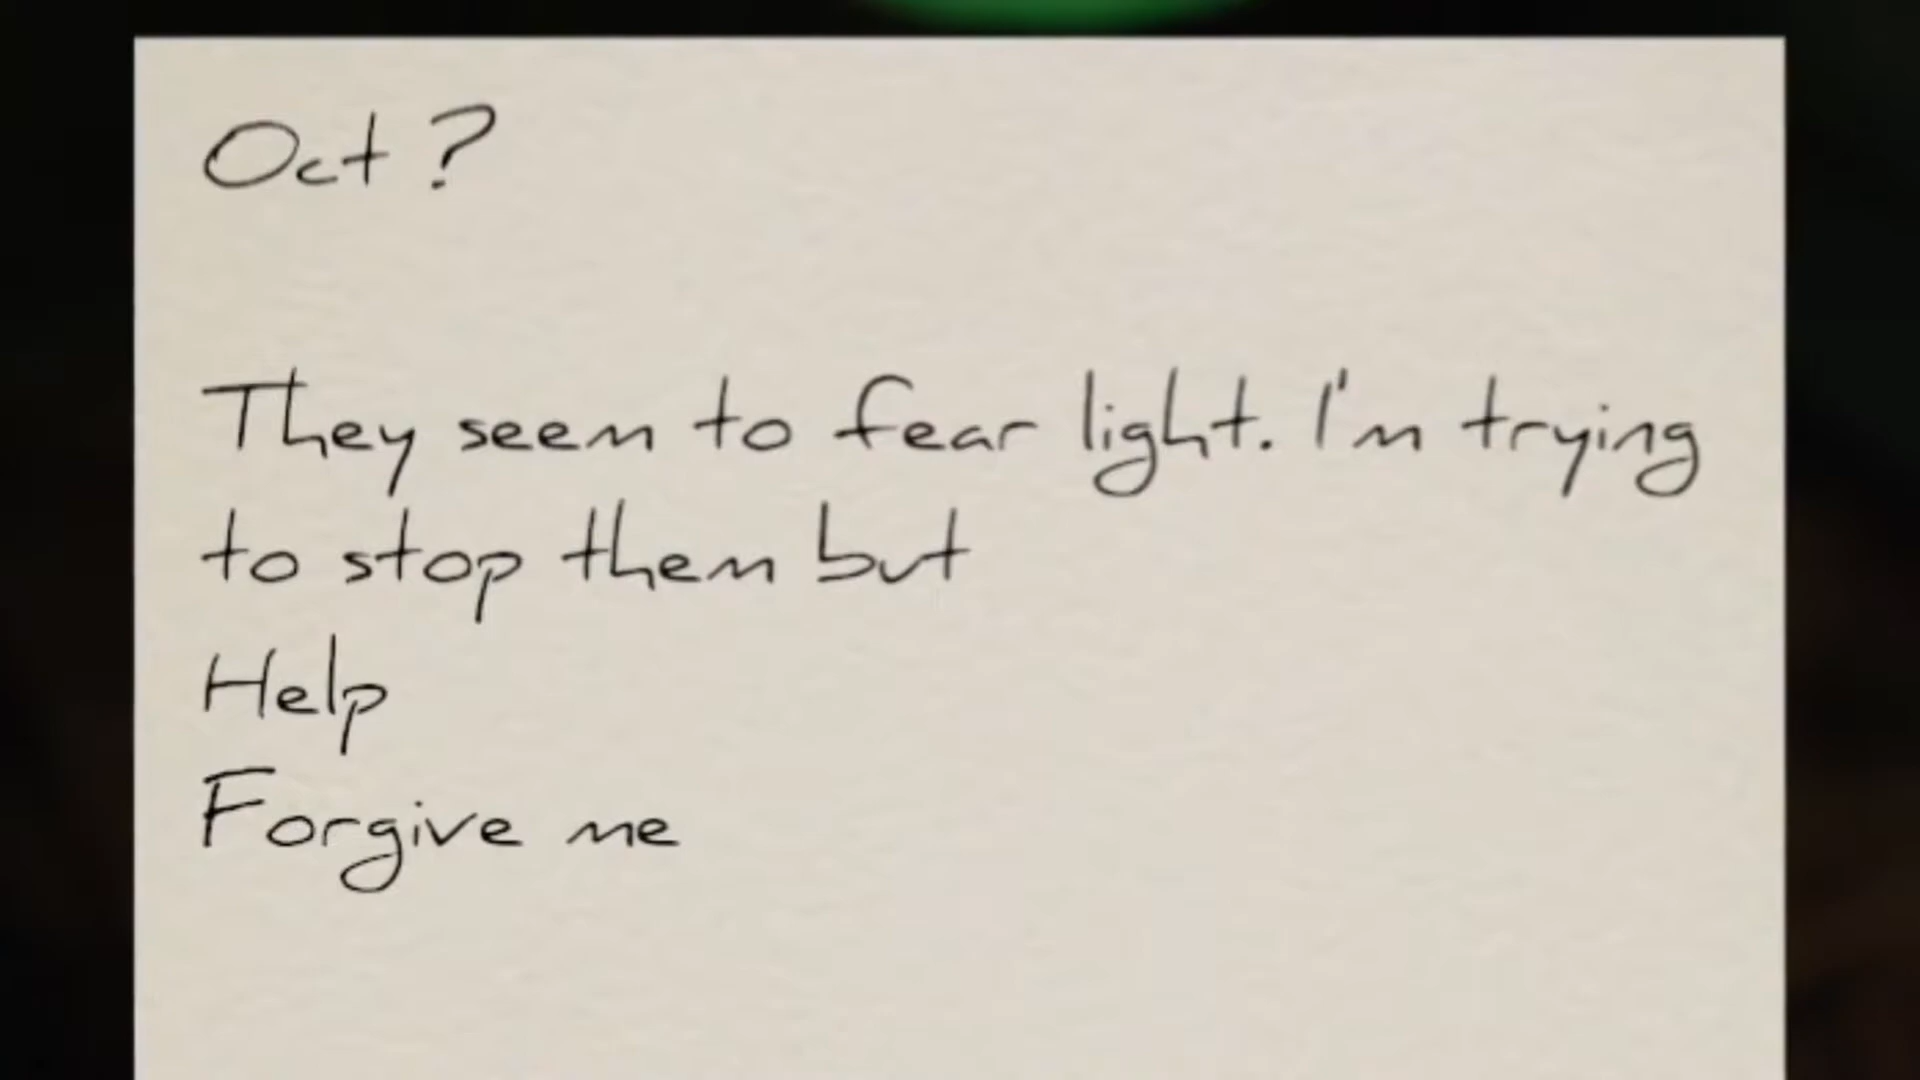 Oct ?
They seem to fear light. I'm trying
to stop them but
Help
Forgive me